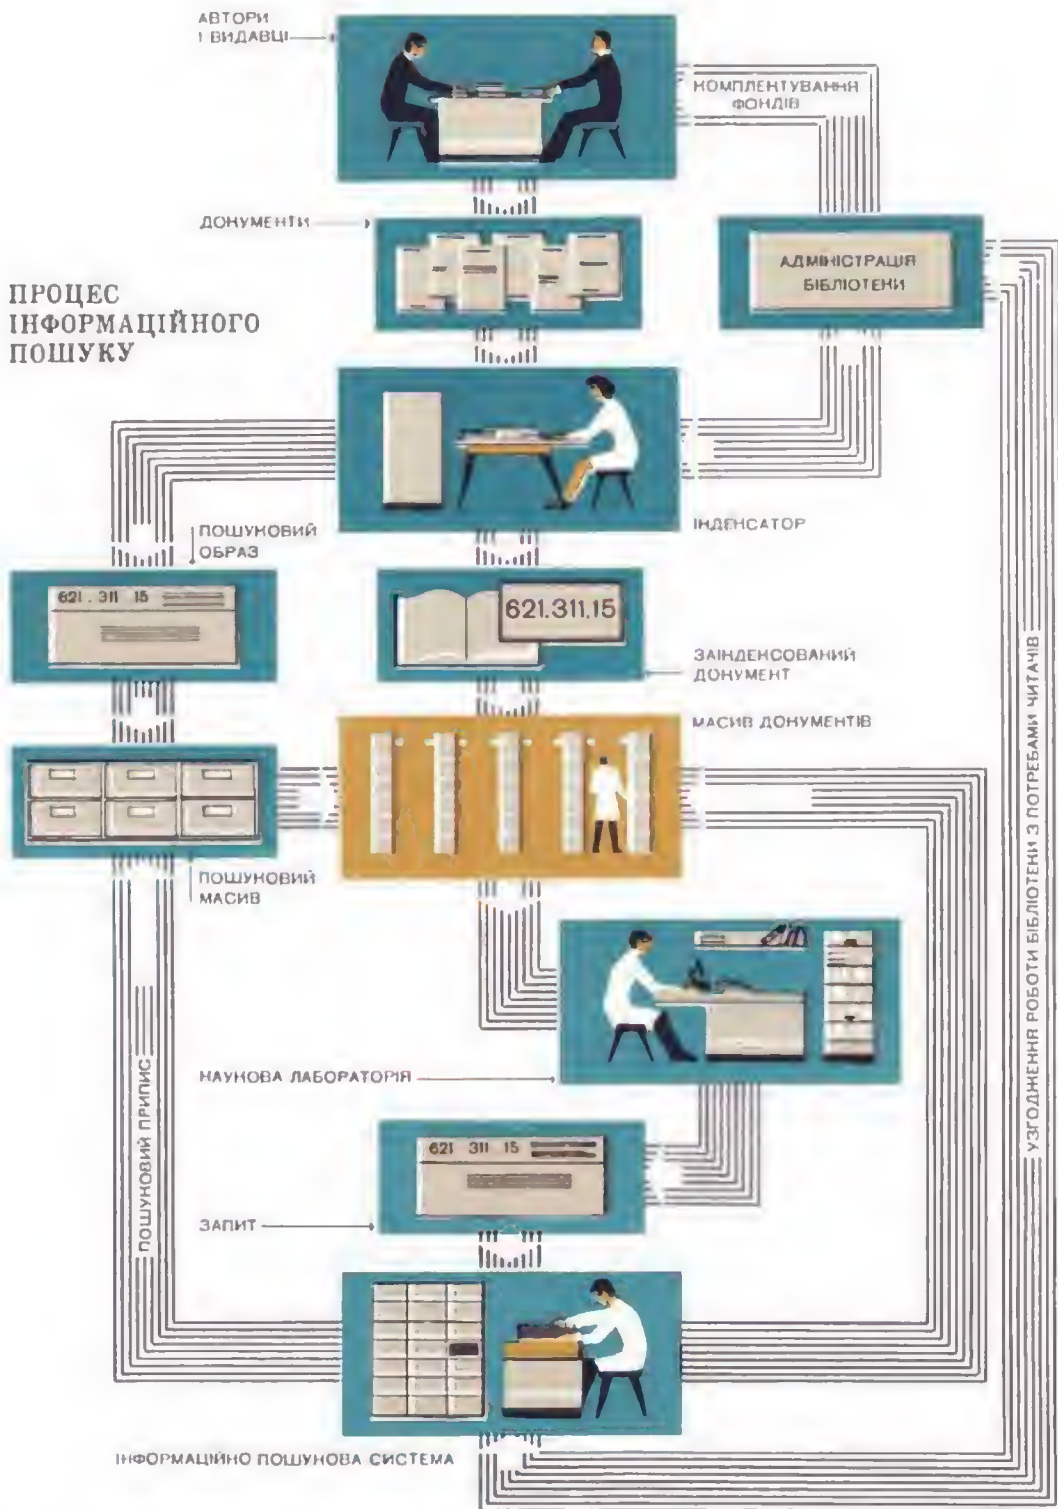 АВТОРИ
І ВИДАВЦІ
КОМПЛЕКТУВАННЯ
ФОНДІВ
ДОКУМЕНТИ
АДМІНІСТРАЦІЯ
БІБЛІОТЕКИ
ПРОЦЕС
ІНФОРМАЦІЙНОГО
ПОШУКУ
ІНДЕКСАТОР
ПОШУКОВИЙ
ОБРАЗ
621.311 15
621.311.15
ЗАІНДЕКСОВАНИЙ
ДОКУМЕНТ
МАСИВ ДОКУМЕНТІВ
ПОШУКОВИЙ
МАСИВ
УЗГОДЖЕННЯ РОБОТИ БІБЛІОТЕКИ З ПОТРЕБАМИ ЧИТАЧІВ
НАУКОВА ЛАБОРАТОРІЯ
ПОШУКОВИЙ ПРИПИС
621 311 15
ЗАПИТ
ІНФОРМАЦІЙНО ПОШУКОВА СИСТЕМА